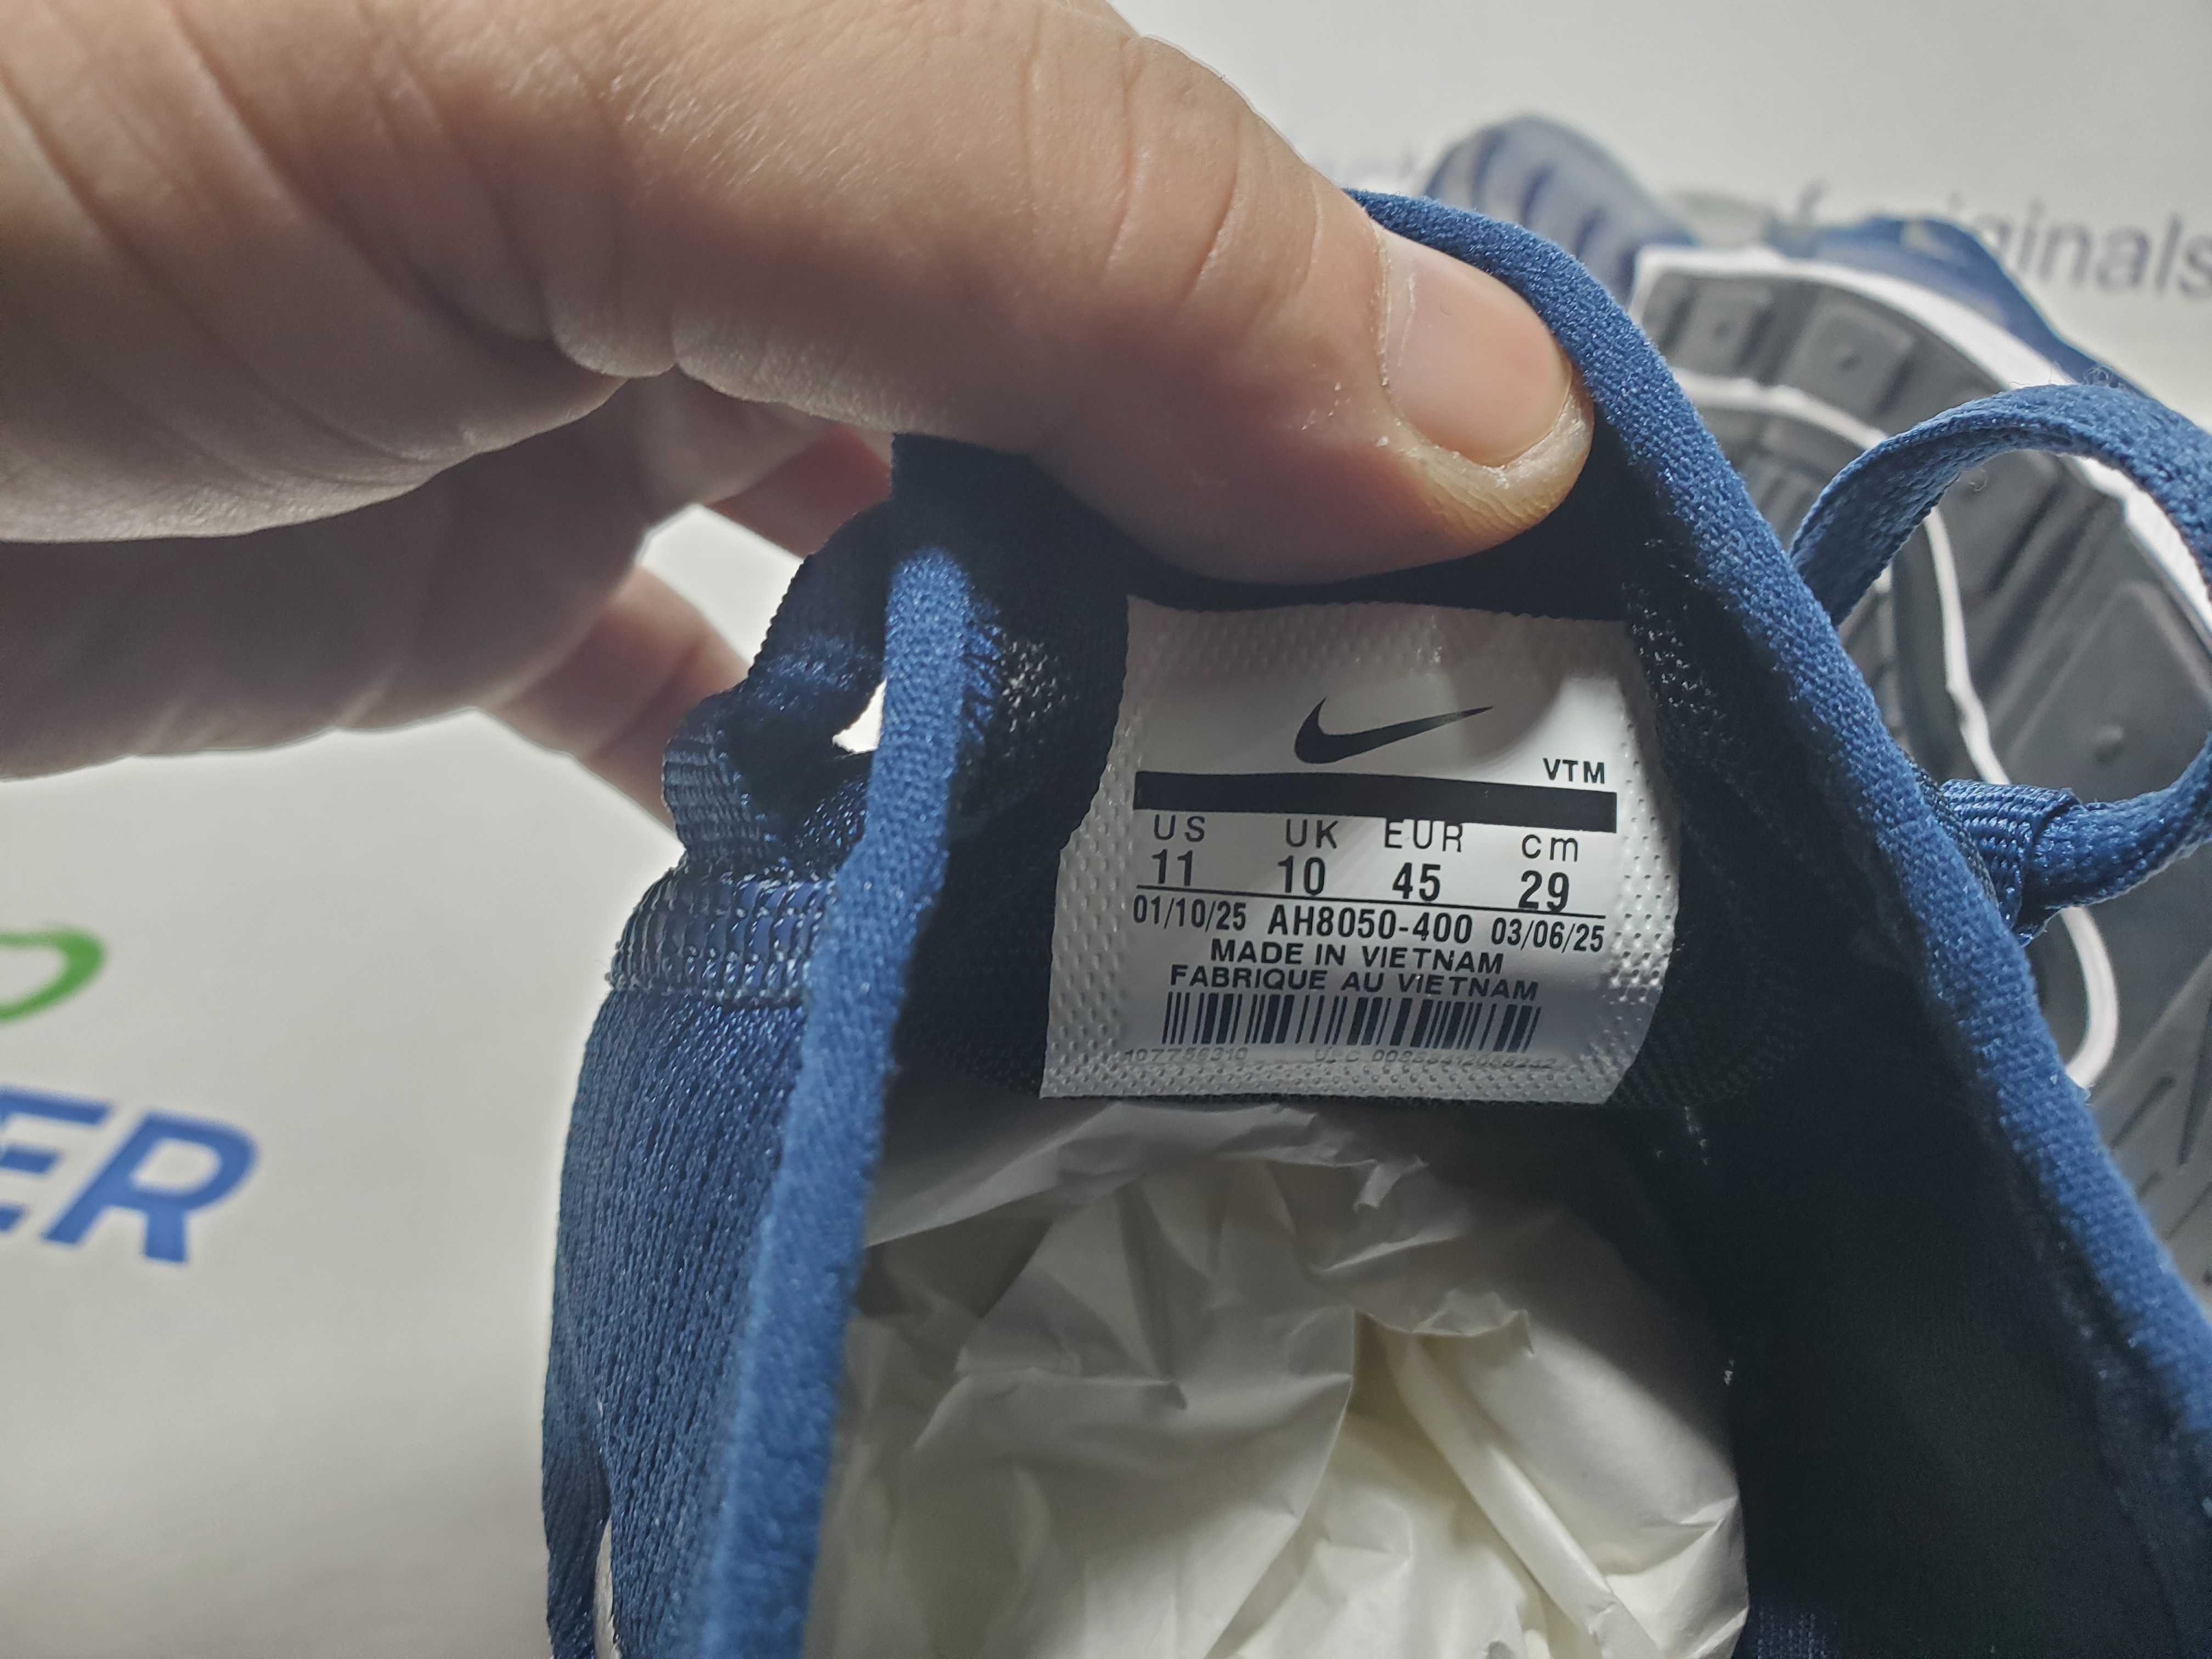 ginals
VTM
US UK EUR cm
11 10 45 29
01/10/25 AH8050-400 03/06/25
MADE IN VIETNAM
FABRIQUE AU VIETNAM
ER